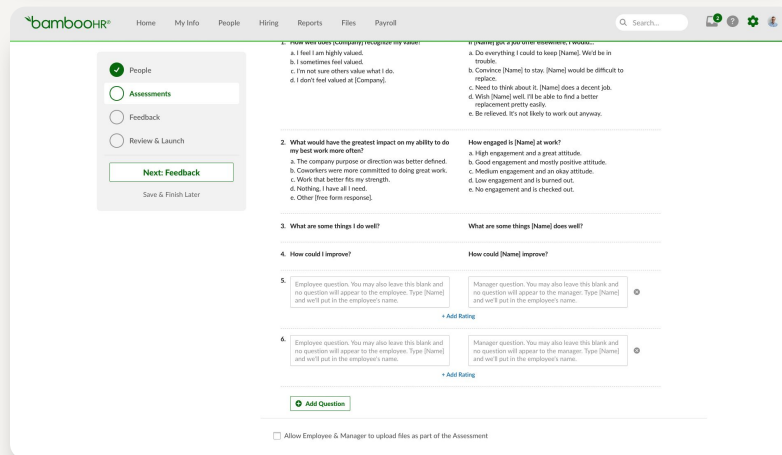 bambooHR®
Home My Info People Hiring Reports Files Payroll
Search...
2
People
Assessments
Feedback
Review & Launch
Next: Feedback
Save & Finish Later
1. How well does [Company] recognize my value?
a. I feel I am highly valued.
b. I sometimes feel valued.
c. I'm not sure others value what I do.
d. I don't feel valued at [Company].
If [Name] got a job offer elsewhere, I would...
a. Do everything I could to keep [Name]. We'd be in
trouble.
b. Convince [Name] to stay. [Name] would be difficult to
replace.
c. Need to think about it. [Name] does a decent job.
d. Wish [Name] well. I'll be able to find a better
replacement pretty easily.
e. Be relieved. It's not likely to work out anyway.
2. What would have the greatest impact on my ability to do
my best work more often?
a. The company purpose or direction was better defined.
b. Coworkers were more committed to doing great work.
c. Work that better fits my strength.
d. Nothing, I have all I need.
e. Other [free form response].
How engaged is [Name] at work?
a. High engagement and a great attitude.
b. Good engagement and mostly positive attitude.
c. Medium engagement and an okay attitude.
d. Low engagement and is burned out.
e. No engagement and is checked out.
3. What are some things I do well?
What are some things [Name] does well?
4. How could I improve?
How could [Name] improve?
5. Employee question. You may also leave this blank and
no question will appear to the employee. Type [Name]
and we'll put in the employee's name.
Manager question. You may also leave this blank and
no question will appear to the manager. Type [Name]
and we'll put in the employee's name.
+ Add Rating
6. Employee question. You may also leave this blank and
no question will appear to the employee. Type [Name]
and we'll put in the employee's name.
Manager question. You may also leave this blank and
no question will appear to the manager. Type [Name]
and we'll put in the employee's name.
+ Add Rating
Add Question
Allow Employee & Manager to upload files as part of the Assessment